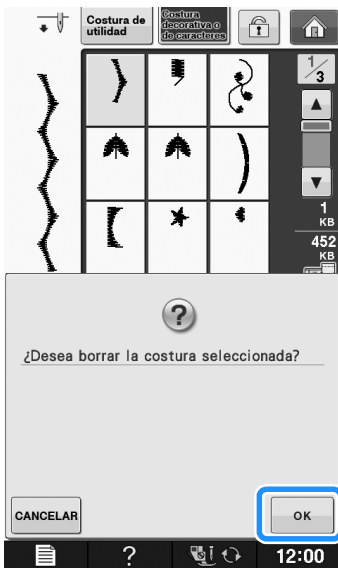 Costura de
utilidad
Costura
decorativa o
de caracteres
1/3
1
KB
452
KB
¿Desea borrar la costura seleccionada?
CANCELAR
OK
12:00